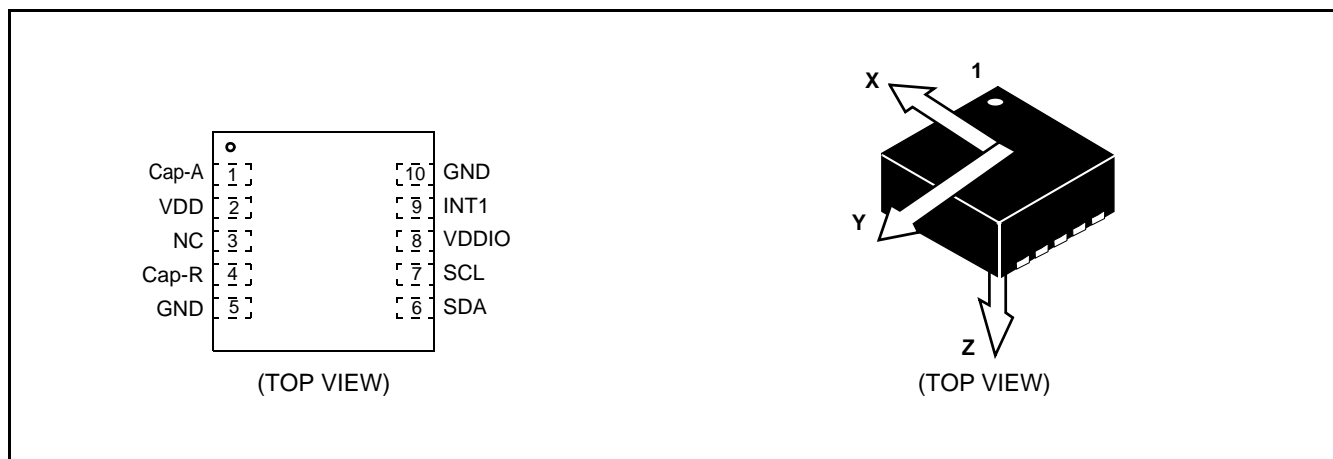 Cap-A 1 10 GND
VDD 2 9 INT1
NC 3 8 VDDIO
Cap-R 4 7 SCL
GND 5 6 SDA
(TOP VIEW)
1
X
Y
Z
(TOP VIEW)